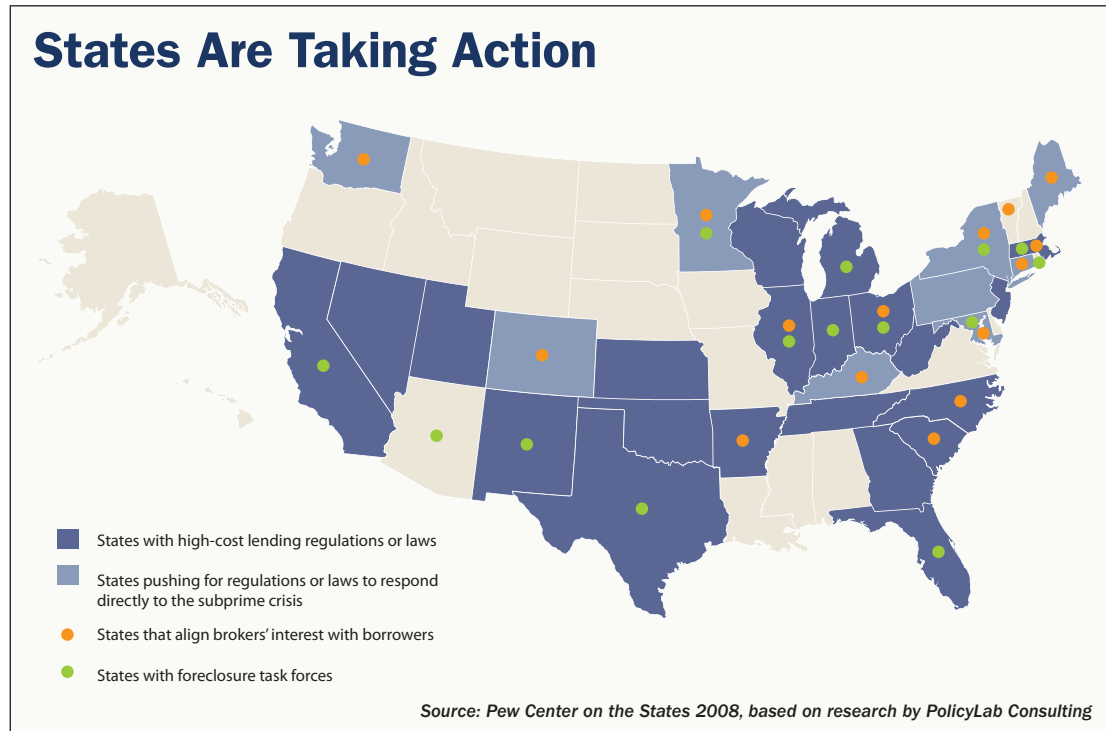 States Are Taking Action
States with high-cost lending regulations or laws
States pushing for regulations or laws to respond
directly to the subprime crisis
States that align brokers' interest with borrowers
States with foreclosure task forces
Source: Pew Center on the States 2008, based on research by PolicyLab Consulting